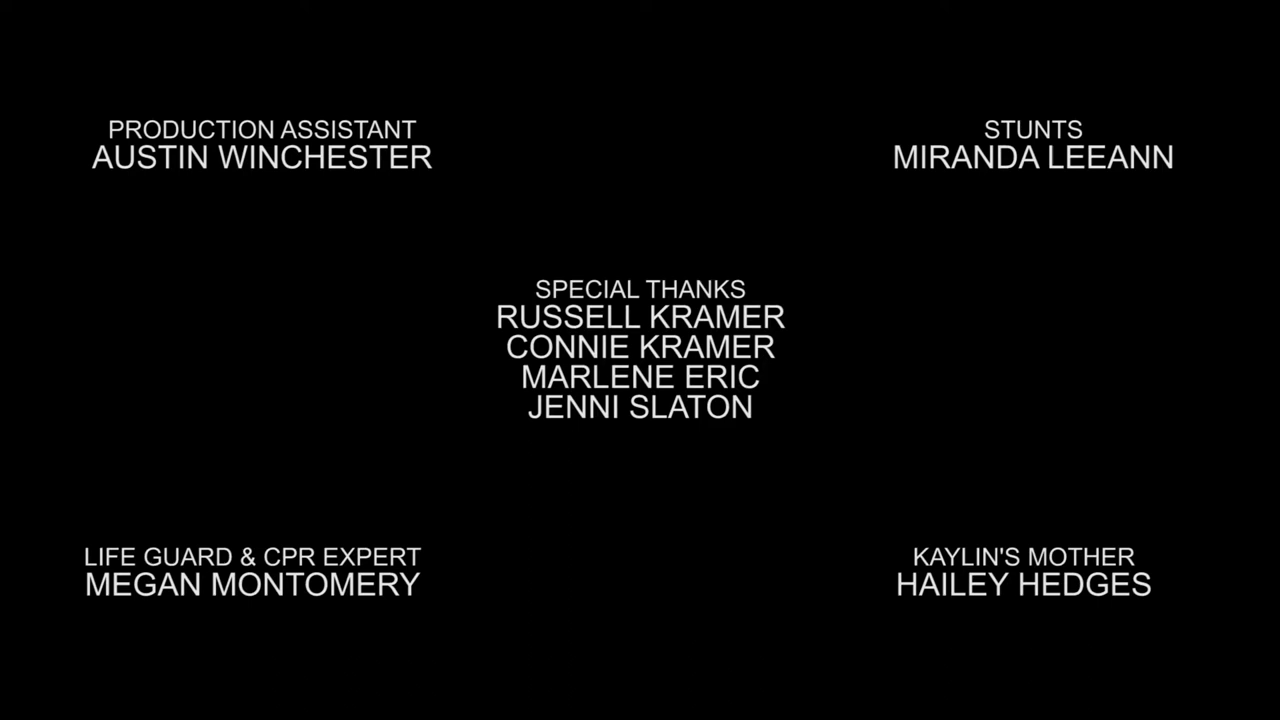 PRODUCTION ASSISTANT
AUSTIN WINCHESTER
STUNTS
MIRANDA LEEANN
SPECIAL THANKS
RUSSELL KRAMER
CONNIE KRAMER
MARLENE ERIC
JENNI SLATON
LIFE GUARD & CPR EXPERT
MEGAN MONTOMERY
KAYLIN'S MOTHER
HAILEY HEDGES